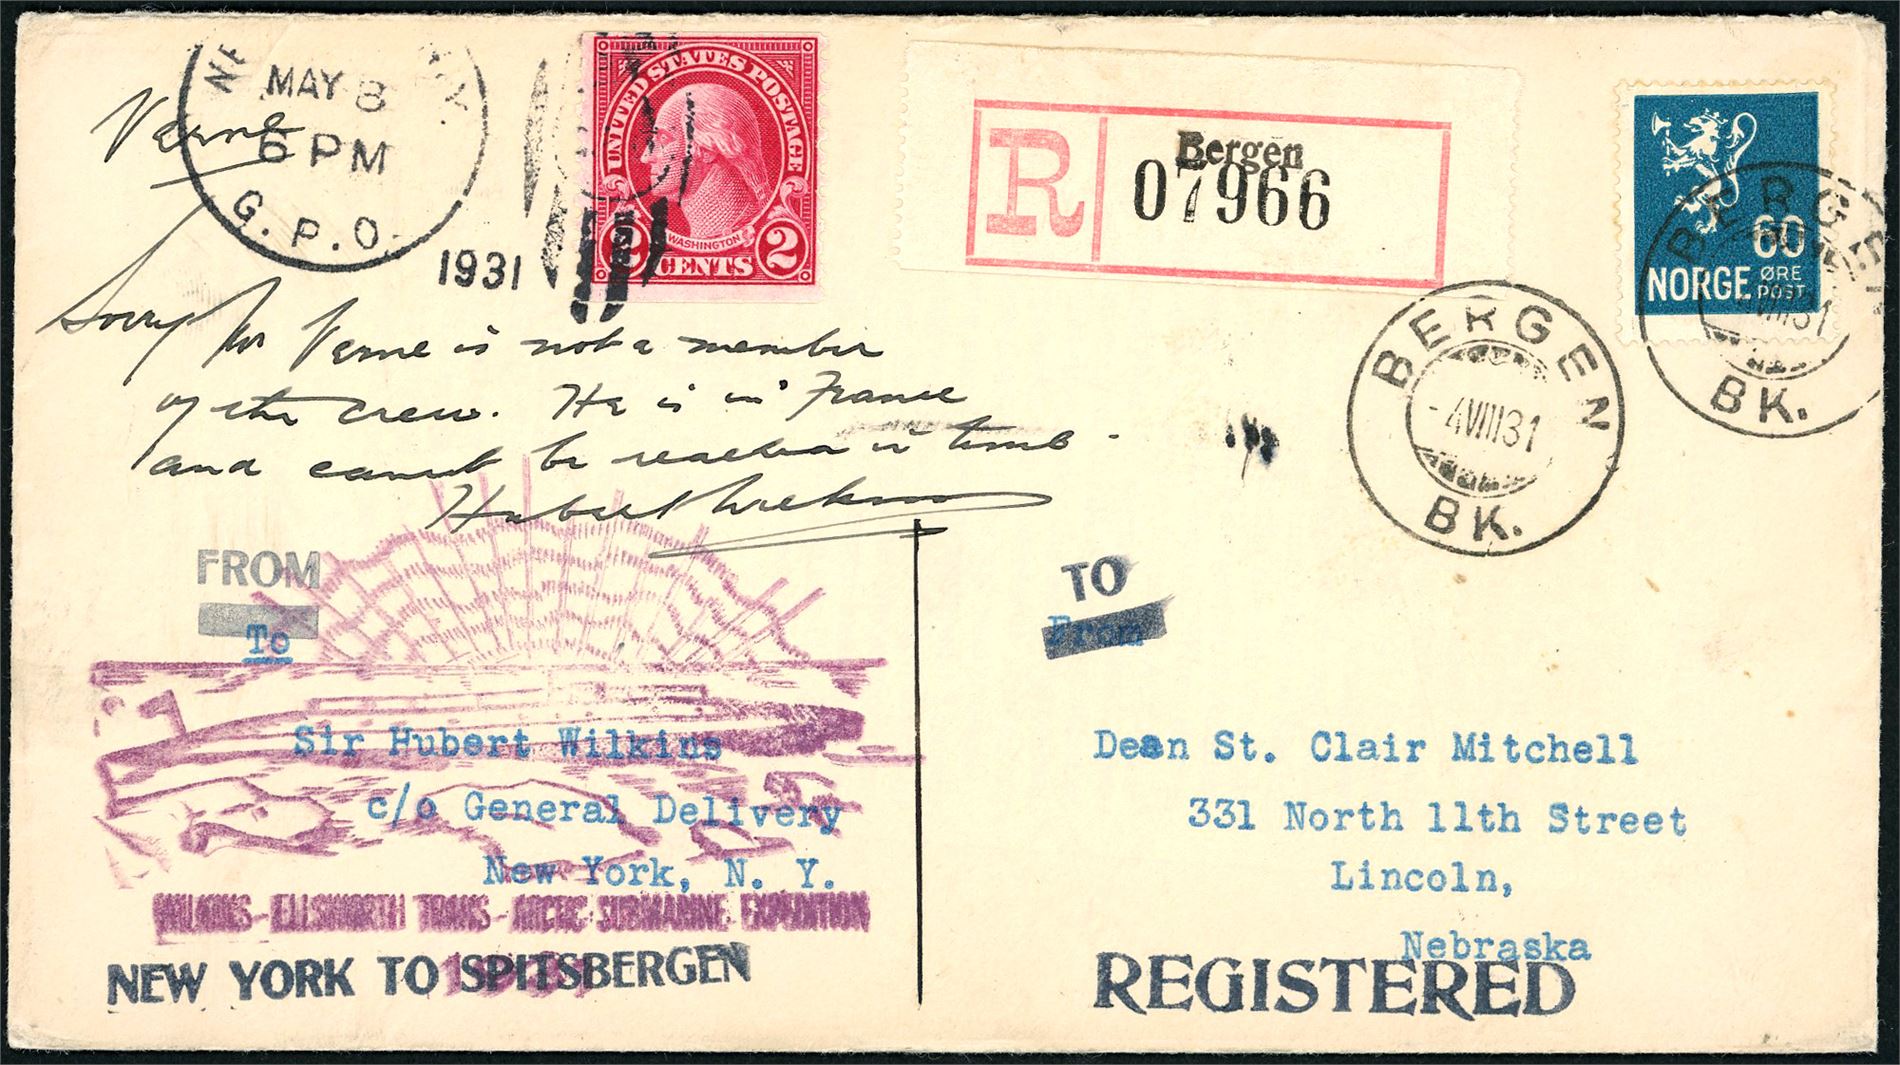 MAY 8
6 PM
G.P.O.
1931
Verne
UNITED STATES POSTAGE
WASHINGTON
2 CENTS 2
R
Bergen
07966
60
NORGE ØRE
POST
BERGEN
4VIII31
BK.
BERGEN
VIII31
BK.
Sorry Mr Verne is not a member
of the crew. He is in France
and cannot be reached in time.
Hubert Wilkins
FROM
To
TO
From
Sir Hubert Wilkins
c/o General Delivery
New York, N. Y.
Dean St. Clair Mitchell
331 North 11th Street
Lincoln,
Nebraska
WILKINS - ELLSWORTH TRANS - ARCTIC SUBMARINE EXPEDITION
NEW YORK TO SPITSBERGEN
REGISTERED